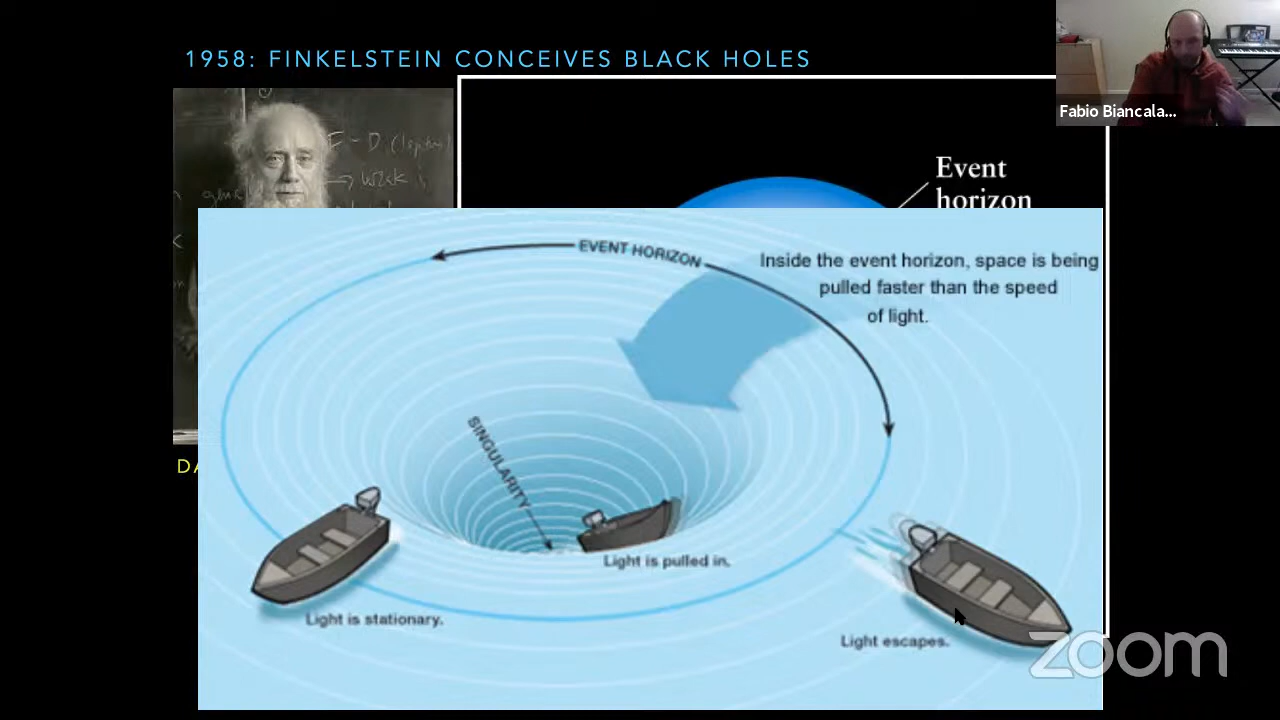 1958: FINKELSTEIN CONCEIVES BLACK HOLES
Fabio Biancala...
Event
horizon
EVENT HORIZON
Inside the event horizon, space is being
pulled faster than the speed
of light.
SINGULARITY
DA
Light is pulled in.
Light is stationary.
Light escapes.
zoom